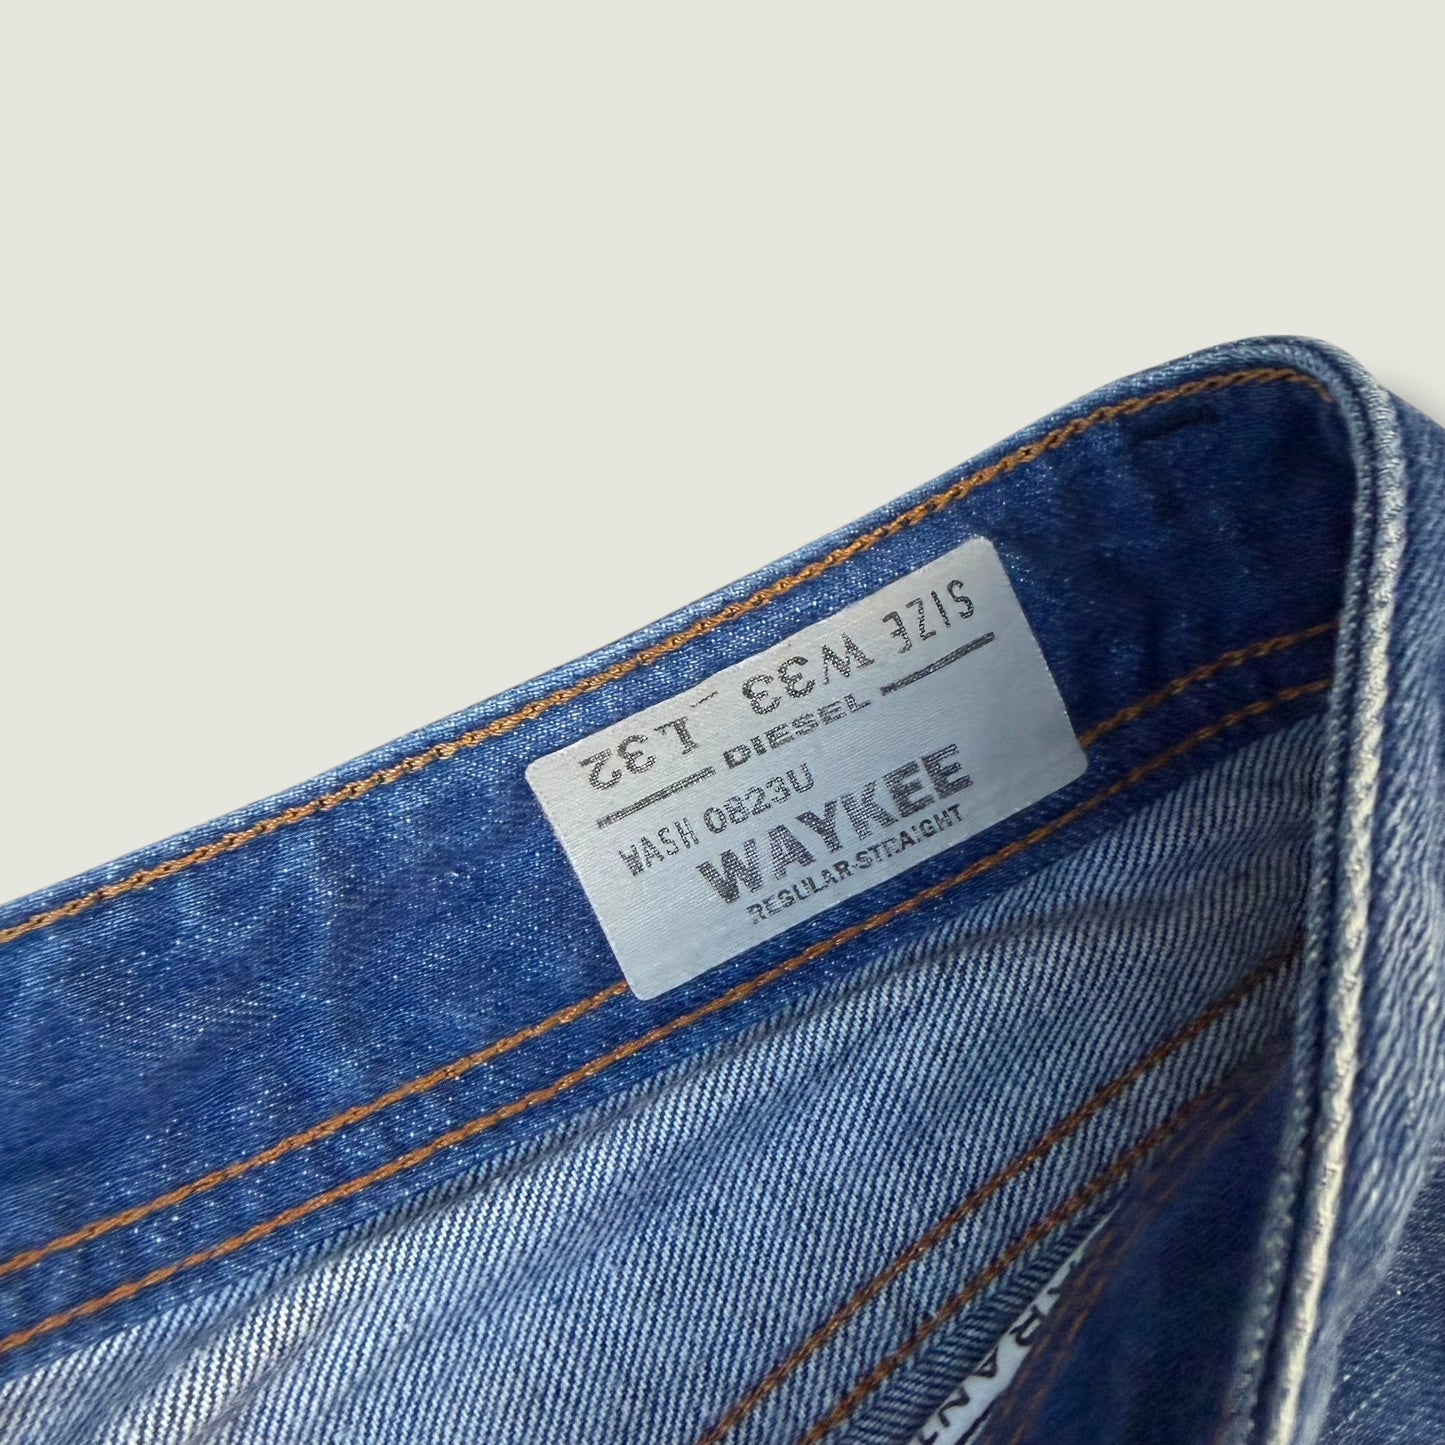 SIZE W33 L32
DIESEL
WASH 0823U
WAYKEE
REGULAR-STRAIGHT